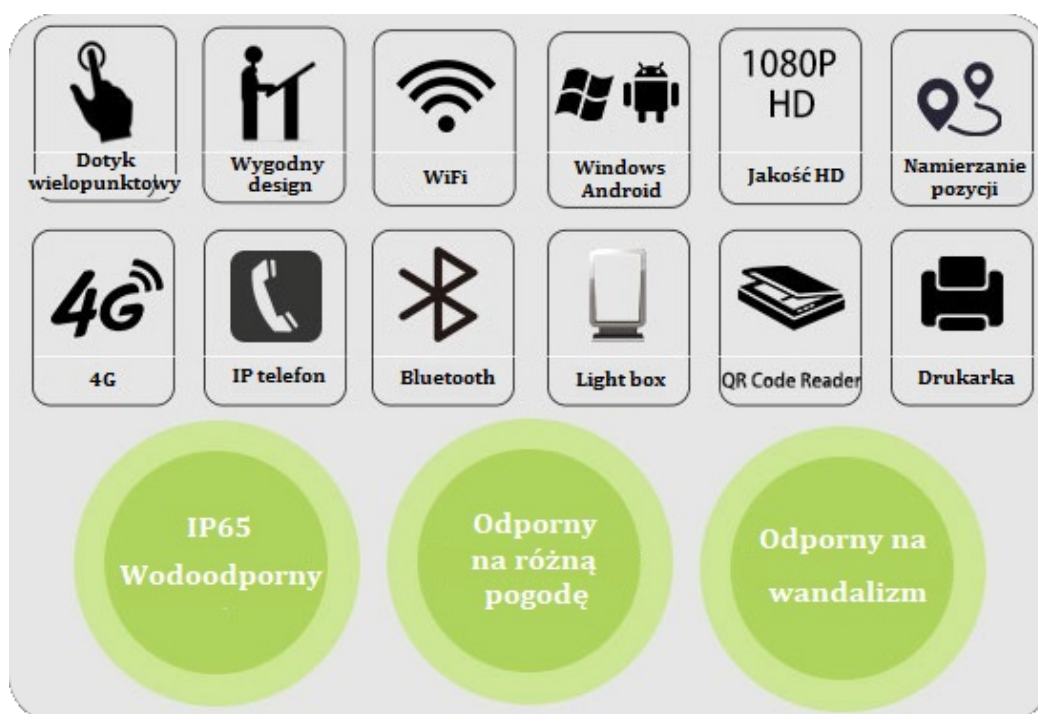 1080P
HD
Dotyk
wielopunktowy
Wygodny
design
WiFi
Windows
Android
Jakość HD
Namierzanie
pozycji
4G
4G
IP telefon
Bluetooth
Light box
QR Code Reader
Drukarka
IP65
Wodoodporny
Odporny
na różną
pogodę
Odporny na
wandalizm